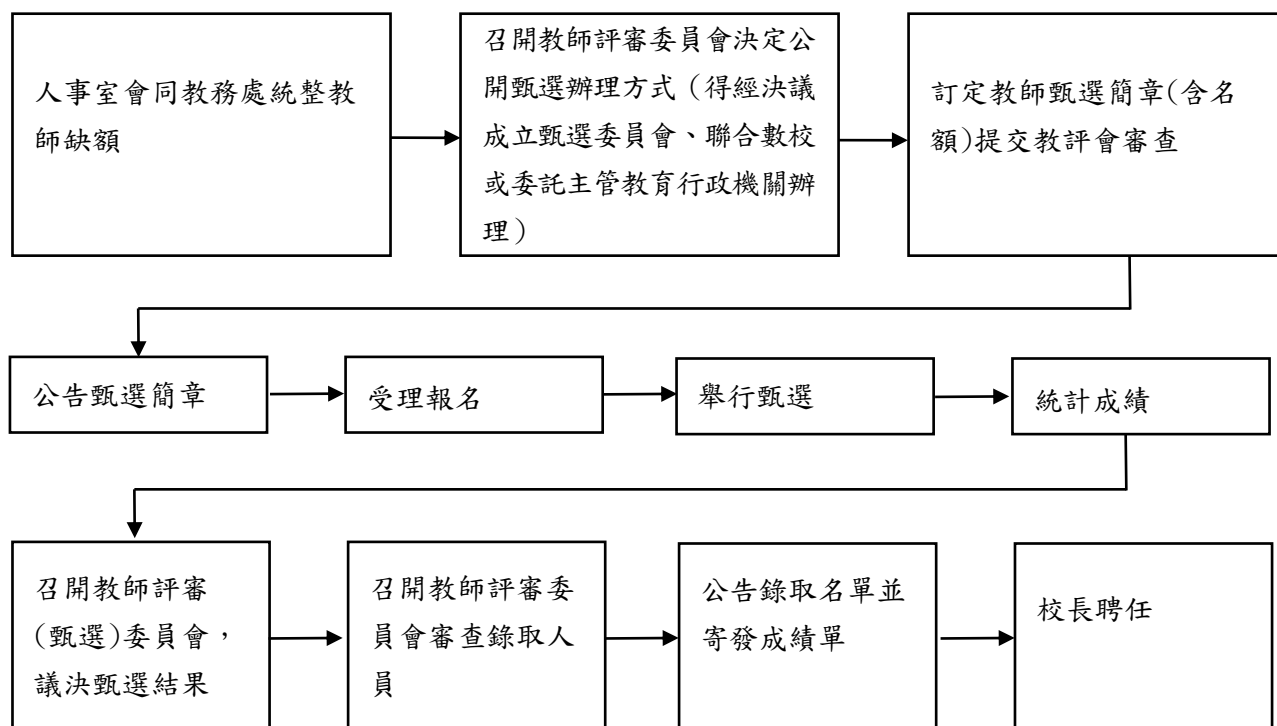 人事室會同教務處統整教
師缺額
召開教師評審委員會決定公
開甄選辦理方式（得經決議
成立甄選委員會、聯合數校
或委託主管教育行政機關辦
理）
訂定教師甄選簡章(含名
額)提交教評會審查
公告甄選簡章
受理報名
舉行甄選
統計成績
召開教師評審
(甄選)委員會，
議決甄選結果
召開教師評審委
員會審查錄取人
員
公告錄取名單並
寄發成績單
校長聘任